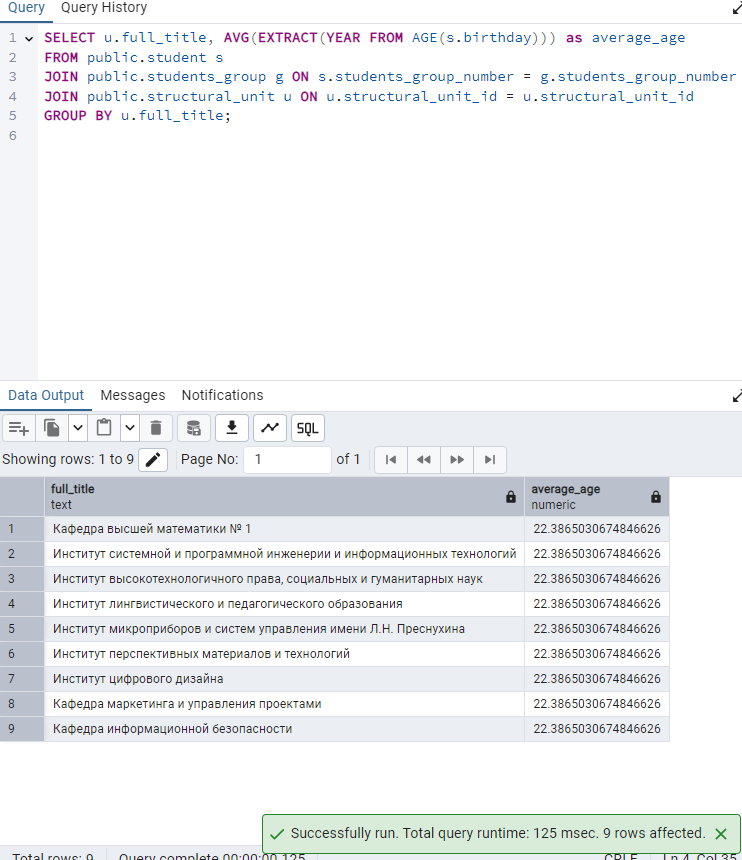 Query Query History
1 SELECT u.full_title, AVG(EXTRACT(YEAR FROM AGE(s.birthday))) as average_age
2 FROM public.student s
3 JOIN public.students_group g ON s.students_group_number = g.students_group_number
4 JOIN public.structural_unit u ON u.structural_unit_id = u.structural_unit_id
5 GROUP BY u.full_title;
6
Data Output Messages Notifications
SQL
Showing rows: 1 to 9 Page No: 1 of 1
full_title average_age
text numeric
1 Кафедра высшей математики № 1 22.3865030674846626
2 Институт системной и программной инженерии и информационных технологий 22.3865030674846626
3 Институт высокотехнологичного права, социальных и гуманитарных наук 22.3865030674846626
4 Институт лингвистического и педагогического образования 22.3865030674846626
5 Институт микроприборов и систем управления имени Л.Н. Преснухина 22.3865030674846626
6 Институт перспективных материалов и технологий 22.3865030674846626
7 Институт цифрового дизайна 22.3865030674846626
8 Кафедра маркетинга и управления проектами 22.3865030674846626
9 Кафедра информационной безопасности 22.3865030674846626
Successfully run. Total query runtime: 125 msec. 9 rows affected.
Total rows: 9 Query complete 00:00:00.125 CRLF Ln 4, Col 35